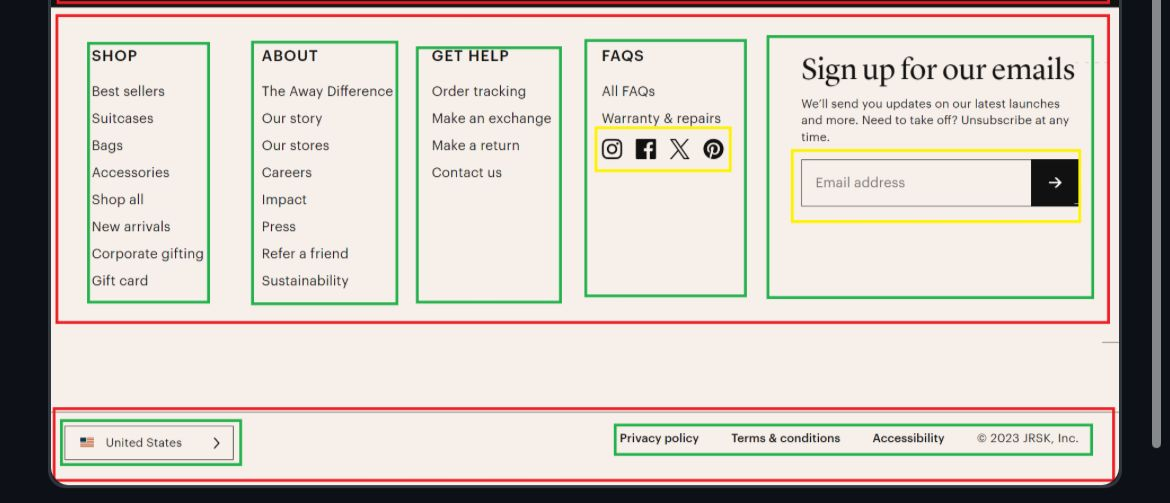 SHOP
Best sellers
Suitcases
Bags
Accessories
Shop all
New arrivals
Corporate gifting
Gift card
ABOUT
The Away Difference
Our story
Our stores
Careers
Impact
Press
Refer a friend
Sustainability
GET HELP
Order tracking
Make an exchange
Make a return
Contact us
FAQS
All FAQs
Warranty & repairs
Sign up for our emails
We'll send you updates on our latest launches
and more. Need to take off? Unsubscribe at any
time.
Email address
United States
Privacy policy Terms & conditions Accessibility © 2023 JRSK, Inc.